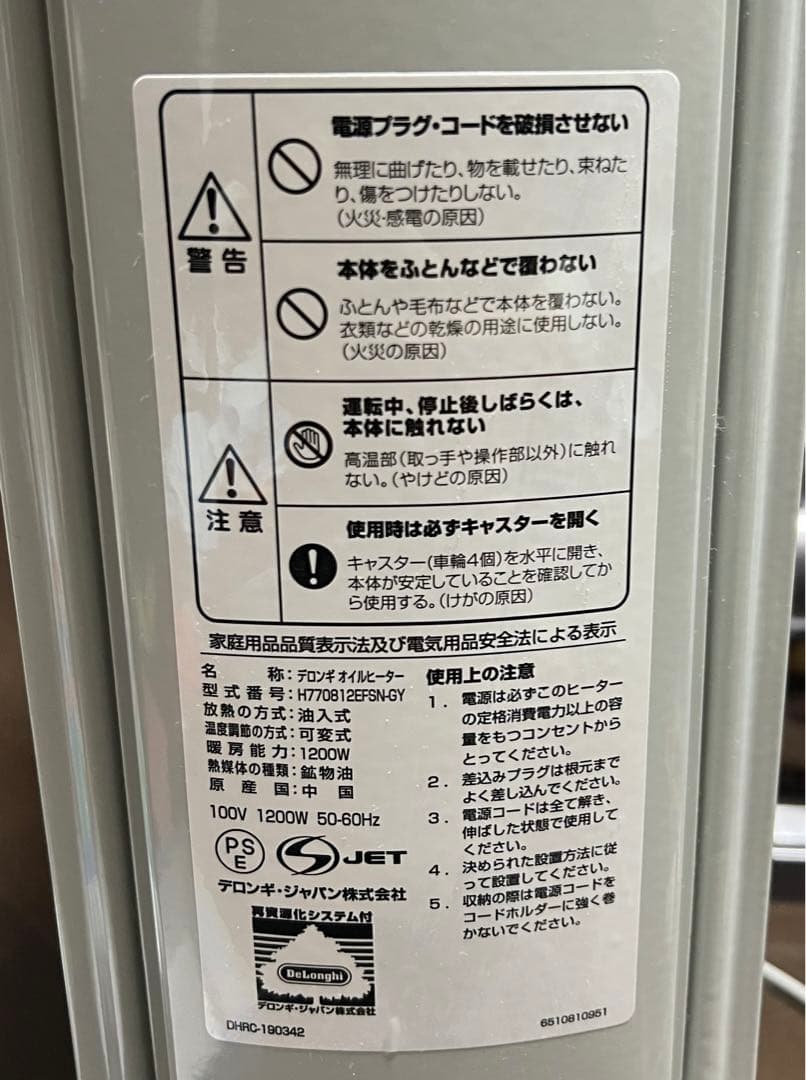 電源プラグ・コードを破損させない
無理に曲げたり、物を載せたり、束ねた
り、傷をつけたりしない。
(火災・感電の原因)
警告
本体をふとんなどで覆わない
ふとんや毛布などで本体を覆わない。
衣類などの乾燥の用途に使用しない。
(火災の原因)
運転中、停止後しばらくは、
本体に触れない
高温部(取っ手や操作部以外)に触れ
ない。(やけどの原因)
注意
使用時は必ずキャスターを開く
キャスター(車輪4個)を水平に開き、
本体が安定していることを確認してか
ら使用する。(けがの原因)
家庭用品品質表示法及び電気用品安全法による表示
名 称:デロンギ オイルヒーター
型式番号:H770812EFSN-GY
放熱の方式:油入式
温度調節の方式:可変式
暖房能力:1200W
熱媒体の種類:鉱物油
原産国:中 国
100V 1200W 50-60Hz
PS
E
JET
デロンギ・ジャパン株式会社
再資源化システム付
DeLonghi
デロンギ・ジャパン株式会社
DHRC-190342
使用上の注意
1. 電源は必ずこのヒーター
の定格消費電力以上の容
量をもつコンセントから
とってください。
2. 差込みプラグは根元まで
よく差し込んでください。
3. 電源コードは全て解き、
伸ばした状態で使用して
ください。
4. 決められた設置方法に従
って設置してください。
5. 収納の際は電源コードを
コードホルダーに強く巻
かないでください。
6510810951